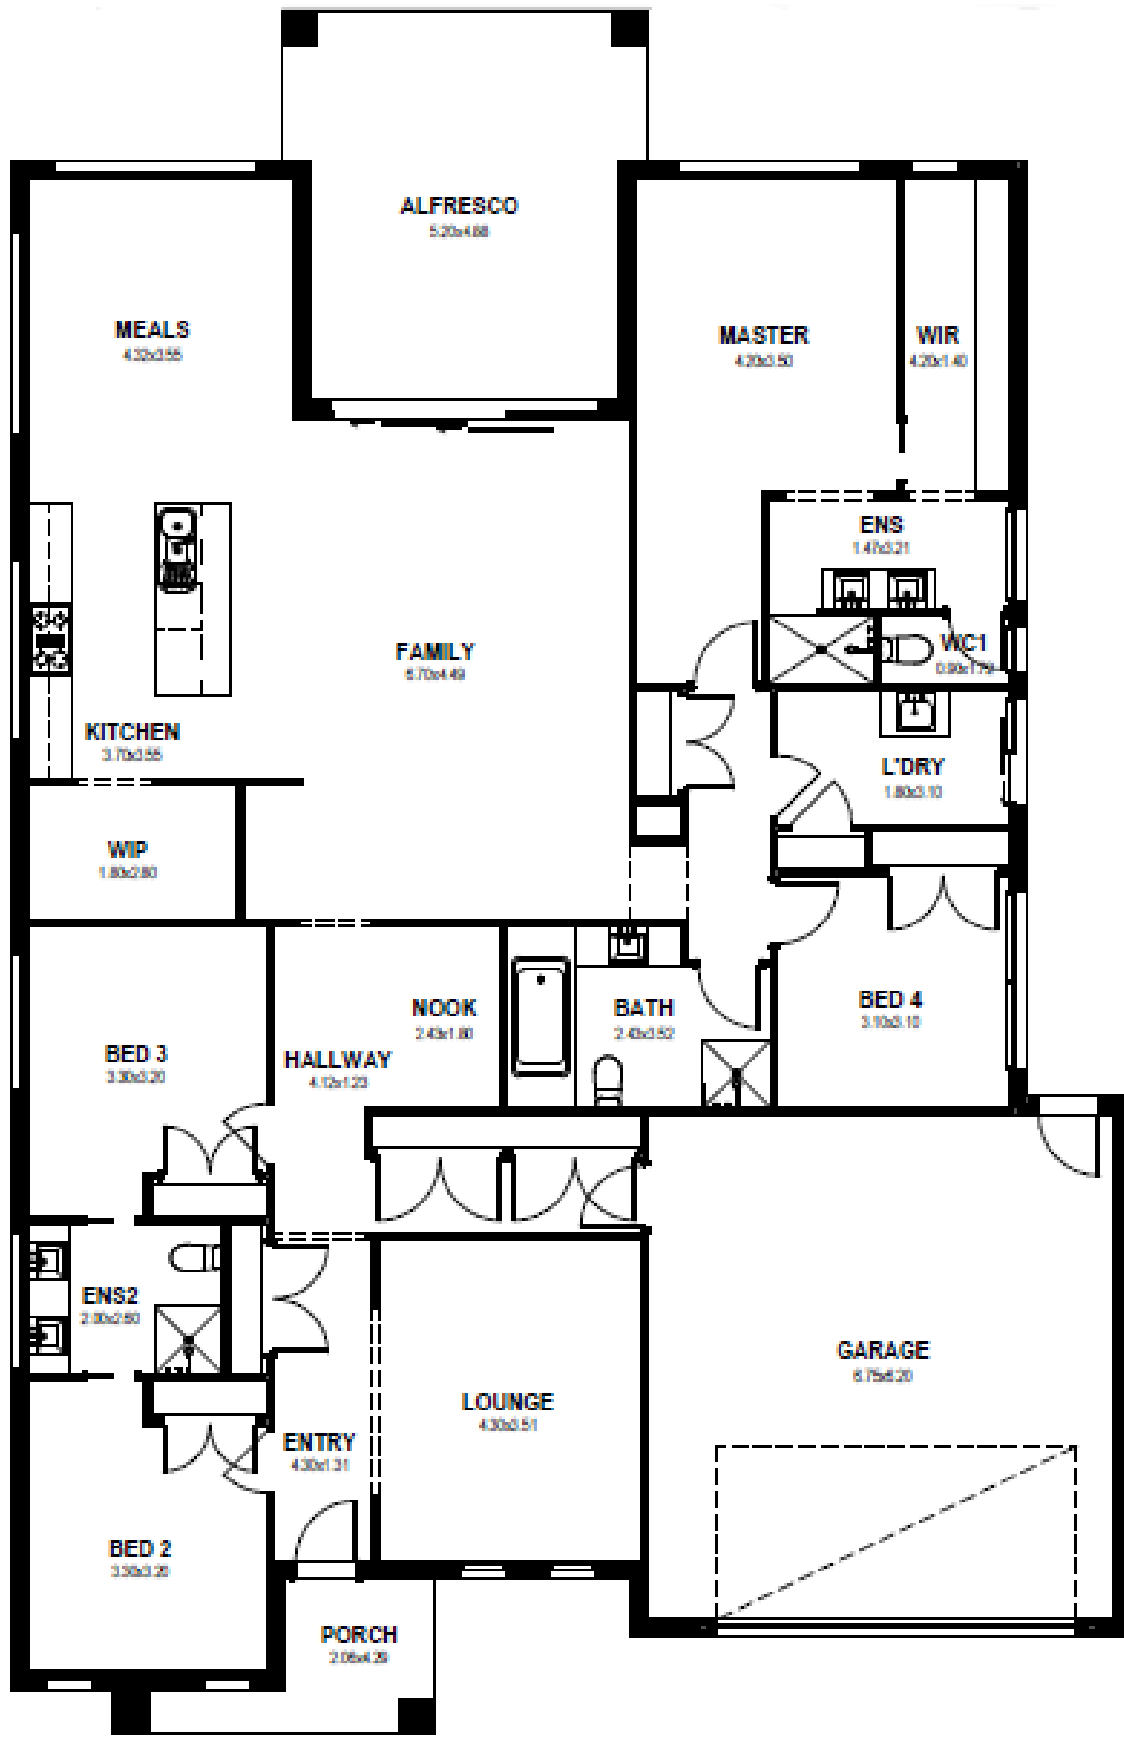 ALFRESCO
5.20x4.88
MEALS
4.32x3.55
MASTER
4.20x3.50
WIR
4.20x1.40
ENS
1.47x3.21
FAMILY
6.70x4.49
WC1
KITCHEN
3.70x3.55
L'DRY
1.80x3.10
WIP
1.80x2.80
NOOK
2.43x1.80
BATH
2.43x3.52
BED 4
3.10x3.10
BED 3
3.30x3.20
HALLWAY
4.12x1.23
ENS2
2.00x2.60
GARAGE
6.75x6.20
LOUNGE
4.30x3.51
ENTRY
4.30x1.31
BED 2
3.30x3.20
PORCH